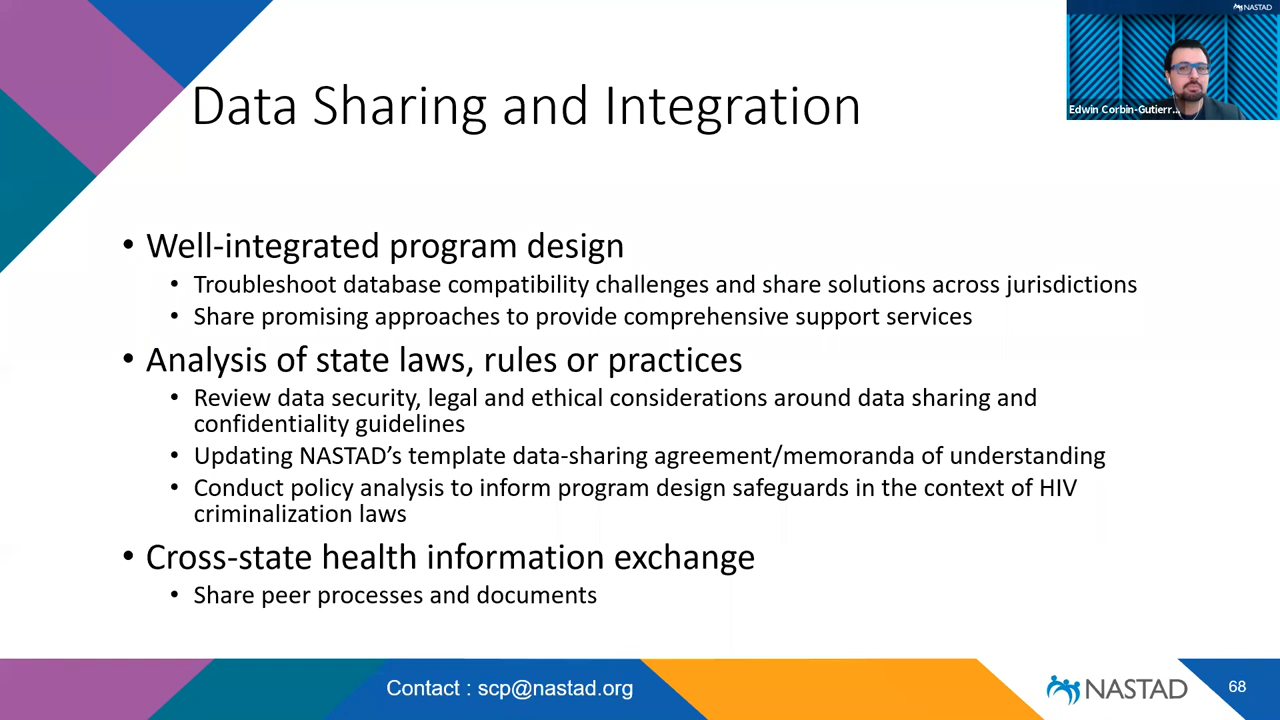 NASTAD
Edwin Corbin-Gutierr...
Data Sharing and Integration
• Well-integrated program design
• Troubleshoot database compatibility challenges and share solutions across jurisdictions
• Share promising approaches to provide comprehensive support services
• Analysis of state laws, rules or practices
• Review data security, legal and ethical considerations around data sharing and
confidentiality guidelines
• Updating NASTAD’s template data-sharing agreement/memoranda of understanding
• Conduct policy analysis to inform program design safeguards in the context of HIV
criminalization laws
• Cross-state health information exchange
• Share peer processes and documents
Contact : scp@nastad.org
NASTAD
68